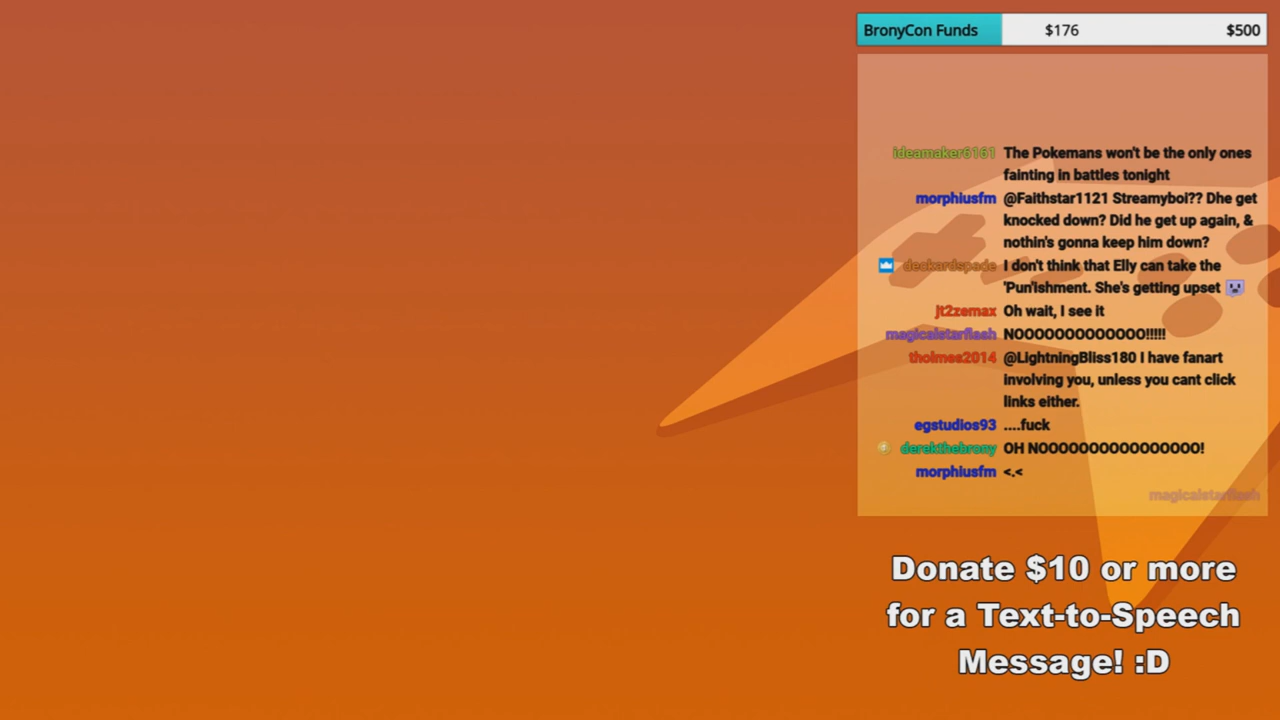 BronyCon Funds $176 $500
ideamaker6161 The Pokemans won't be the only ones
fainting in battles tonight
morphiusfm @Faithstar1121 Streamyboi?? Dhe get
knocked down? Did he get up again, &
nothin's gonna keep him down?
deckardspade I don't think that Elly can take the
'Pun'ishment. She's getting upset
jt2zemax Oh wait, I see it
magicalstarflash NOOOOOOOOOOOOO!!!!!
tholmes2014 @LightningBliss180 I have fanart
involving you, unless you cant click
links either.
egstudios93 ....fuck
derekthebrony OH NOOOOOOOOOOOOOOOO!
morphiusfm <.<
magicalstarflash
Donate $10 or more
for a Text-to-Speech
Message! :D